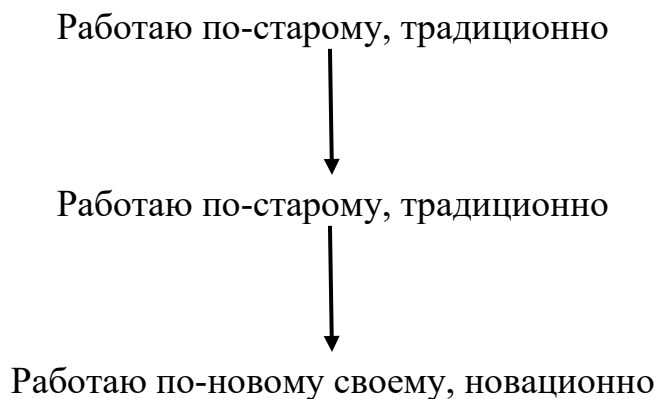 Работаю по-старому, традиционно
Работаю по-старому, традиционно
Работаю по-новому своему, новационно